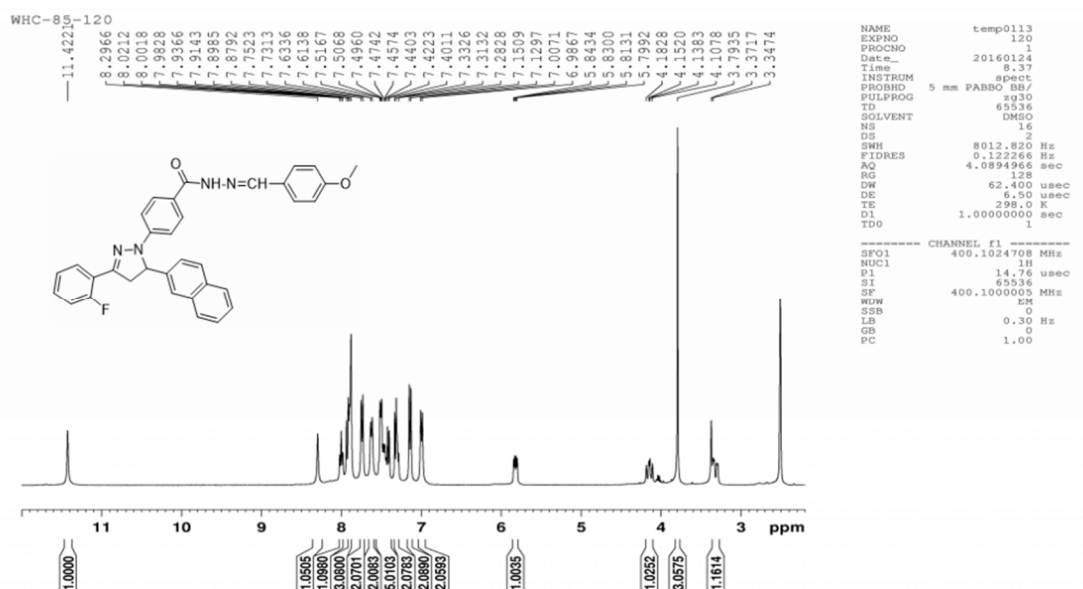 WHC-85-120
11.4221
8.2966
8.0212
8.0018
7.9828
7.9366
7.9143
7.8985
7.8792
7.7523
7.7313
7.6336
7.6138
7.5167
7.5068
7.4960
7.4742
7.4574
7.4403
7.4223
7.4011
7.3326
7.3132
7.2828
7.1509
7.1297
7.0071
6.9867
5.8434
5.8300
5.8131
5.7992
4.1828
4.1520
4.1383
4.1078
3.7935
3.3717
3.3474
NAME temp0113
EXPNO 120
PROCNO 1
Date_ 20160124
Time 8.37
INSTRUM spect
PROBHD 5 mm PABBO BB/
PULPROG zg30
TD 65536
SOLVENT DMSO
NS 16
DS 2
SWH 8012.820 Hz
FIDRES 0.122266 Hz
AQ 4.0894966 sec
RG 128
DW 62.400 usec
DE 6.50 usec
TE 298.0 K
D1 1.00000000 sec
TD0 1
======== CHANNEL f1 ========
SFO1 400.1024708 MHz
NUC1 1H
P1 14.76 usec
SI 65536
SF 400.1000005 MHz
WDW EM
SSB 0
LB 0.30 Hz
GB 0
PC 1.00
O
NH-N=CH
O
N
N
F
11 10 9 8 7 6 5 4 3 ppm
1.0000
1.0505
1.0980
3.0800
2.0701
2.0083
5.0103
2.0783
2.0890
2.0593
1.0035
1.0252
3.0575
1.1614